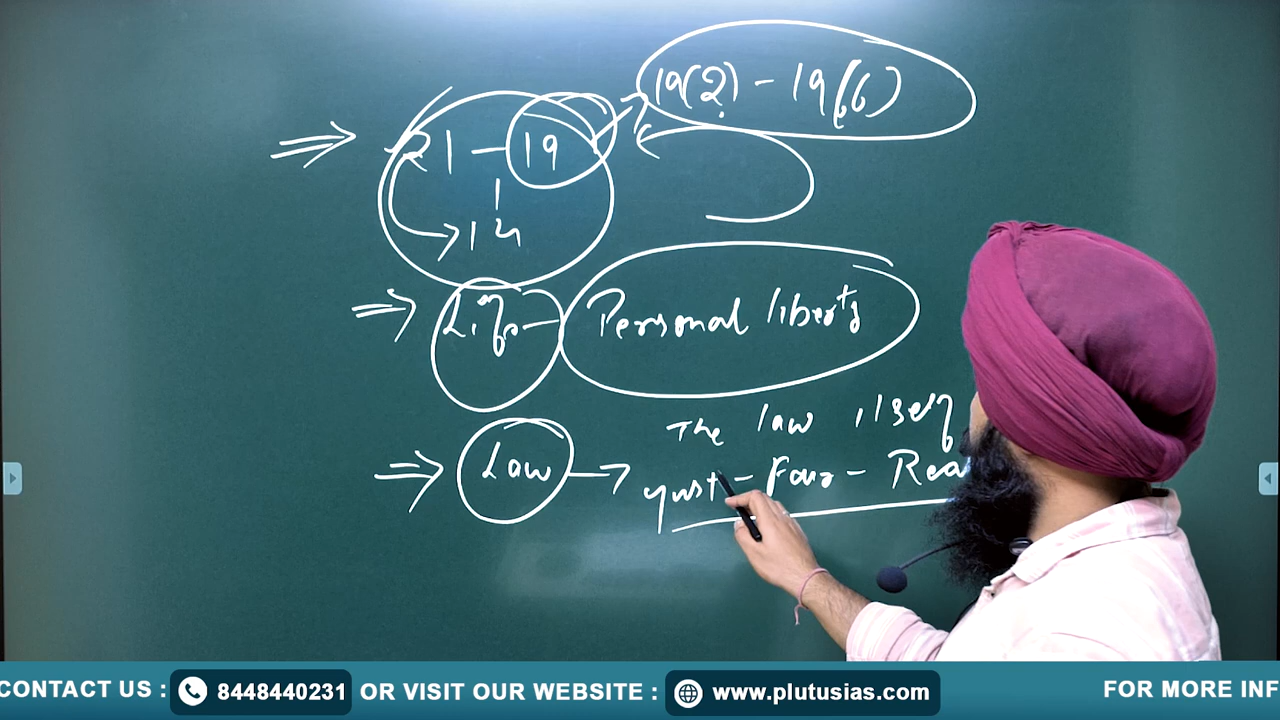 19(2) - 19(6)
21 - 19
14
Life - Personal liberty
The law itself
Law → just - Fair - Rea
CONTACT US : 8448440231 OR VISIT OUR WEBSITE : www.plutusias.com FOR MORE INF